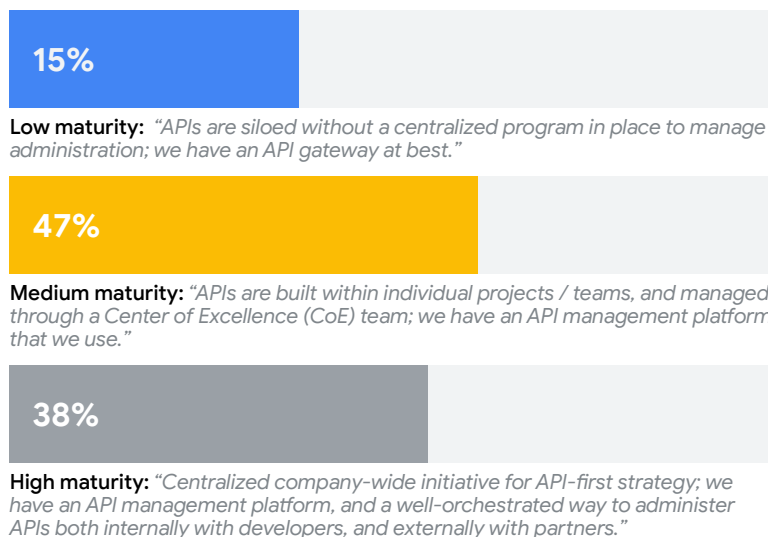 15%
Low maturity: “APIs are siloed without a centralized program in place to manage
administration; we have an API gateway at best.”
47%
Medium maturity: “APIs are built within individual projects / teams, and managed
through a Center of Excellence (CoE) team; we have an API management platform
that we use.”
38%
High maturity: “Centralized company-wide initiative for API-first strategy; we
have an API management platform, and a well-orchestrated way to administer
APIs both internally with developers, and externally with partners.”